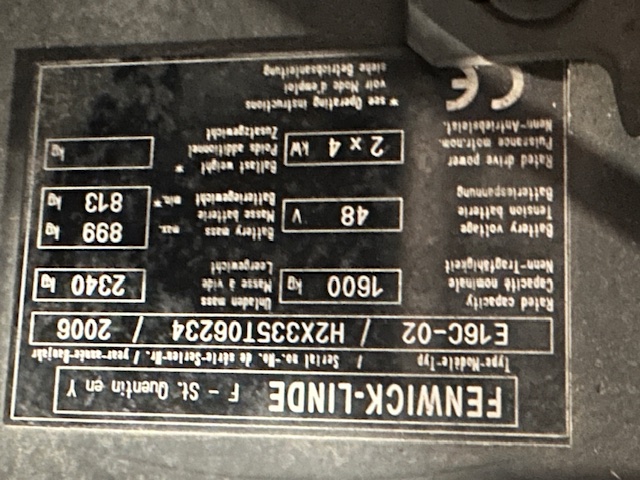 FENWICK-LINDE F – St. Quentin en Y
Type-Modèle-Typ / Serial no.-No. de série-Serien-Nr. / year-année-Baujahr
E16C-02 / H2X335T06234 / 2006
Rated capacity
Capacité nominale
Nenn-Tragfähigkeit
1600 kg
Unladen mass
Masse à vide
Leergewicht
2340 kg
Battery voltage
Tension batterie
Batteriespannung
48 V
Battery mass
Masse batterie
Batteriegewicht
max. 899 kg
min.* 813 kg
Rated drive power
Puissance motr.nom.
Nenn-Antriebsleist.
2 x 4 kW
Ballast weight
Poids additionnel *
Zusatzgewicht
kg
CE
* see Operating instructions
voir Mode d'emploi
siehe Betriebsanleitung